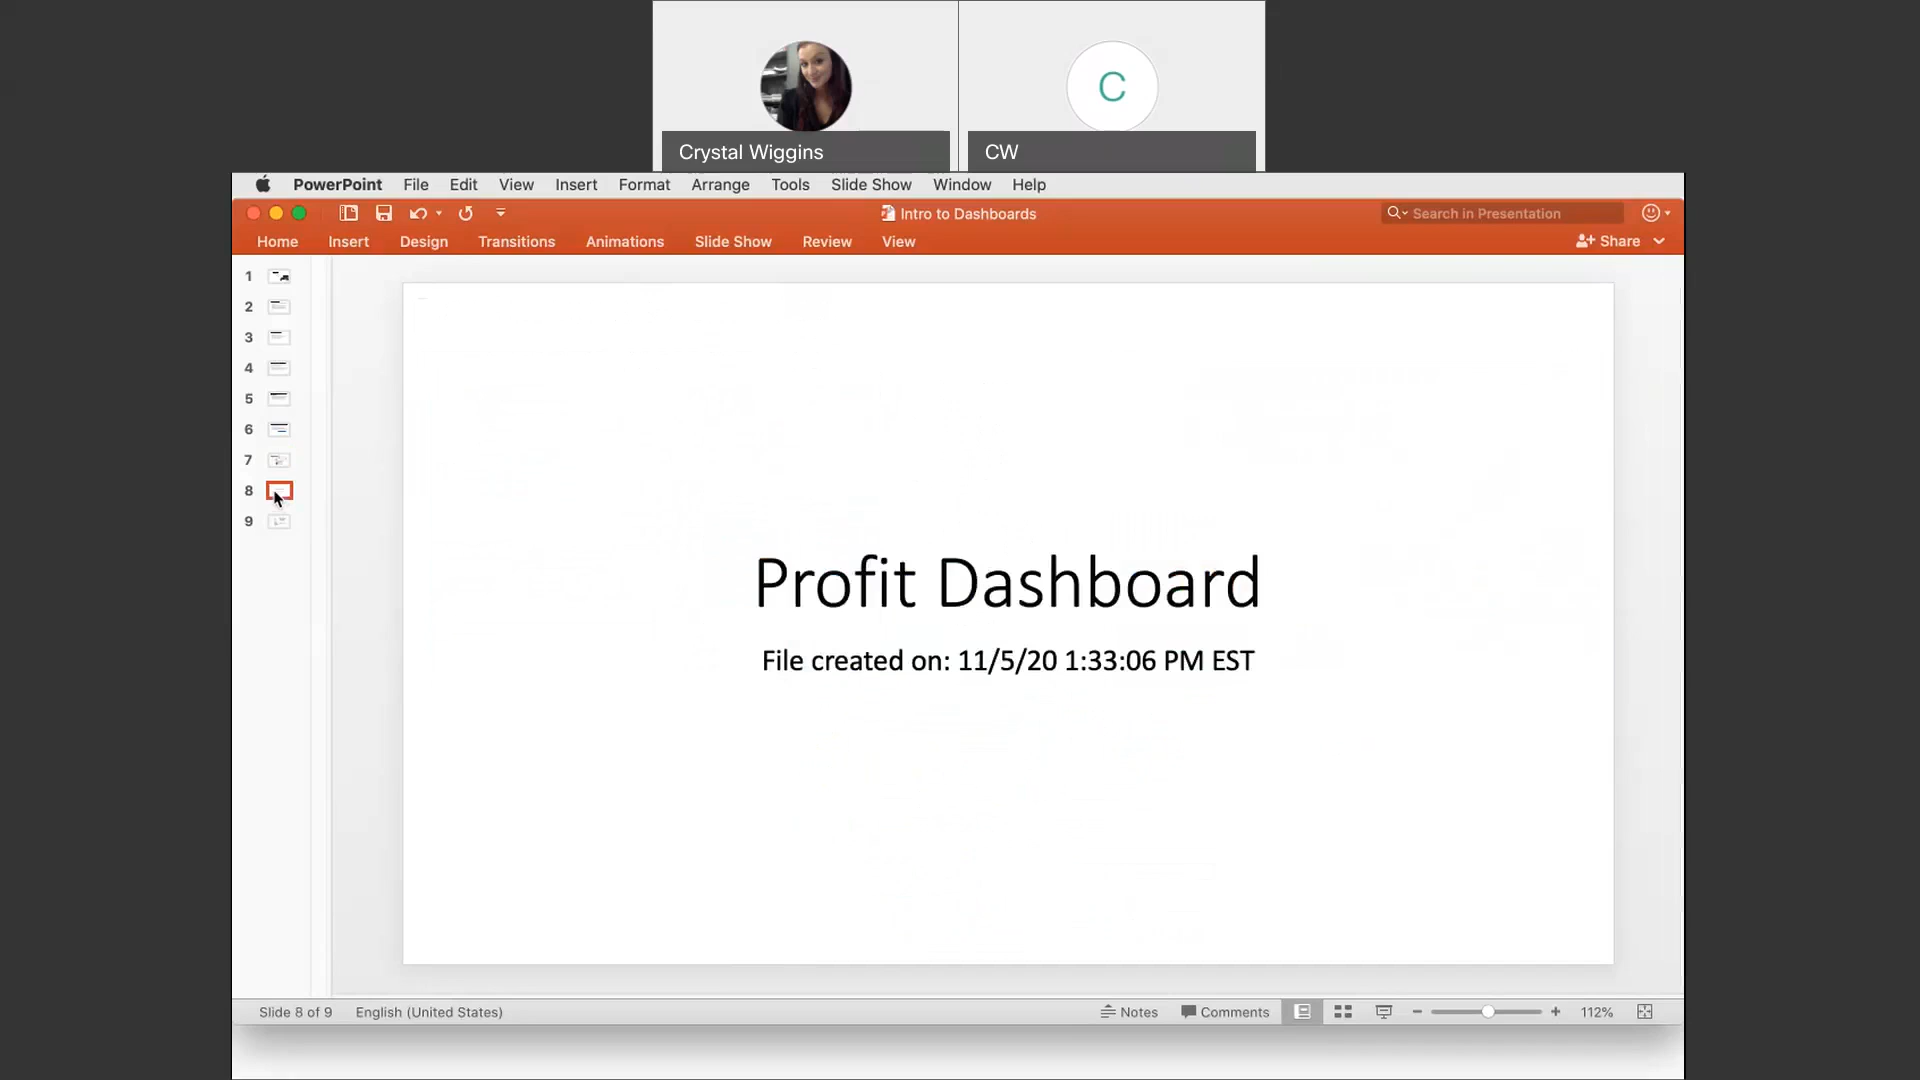 C
Crystal Wiggins
CW
PowerPoint File Edit View Insert Format Arrange Tools Slide Show Window Help
Intro to Dashboards
Search in Presentation
Home Insert Design Transitions Animations Slide Show Review View
Share
1
2
3
4
5
6
7
8
9
Profit Dashboard
File created on: 11/5/20 1:33:06 PM EST
Slide 8 of 9 English (United States) Notes Comments 112%